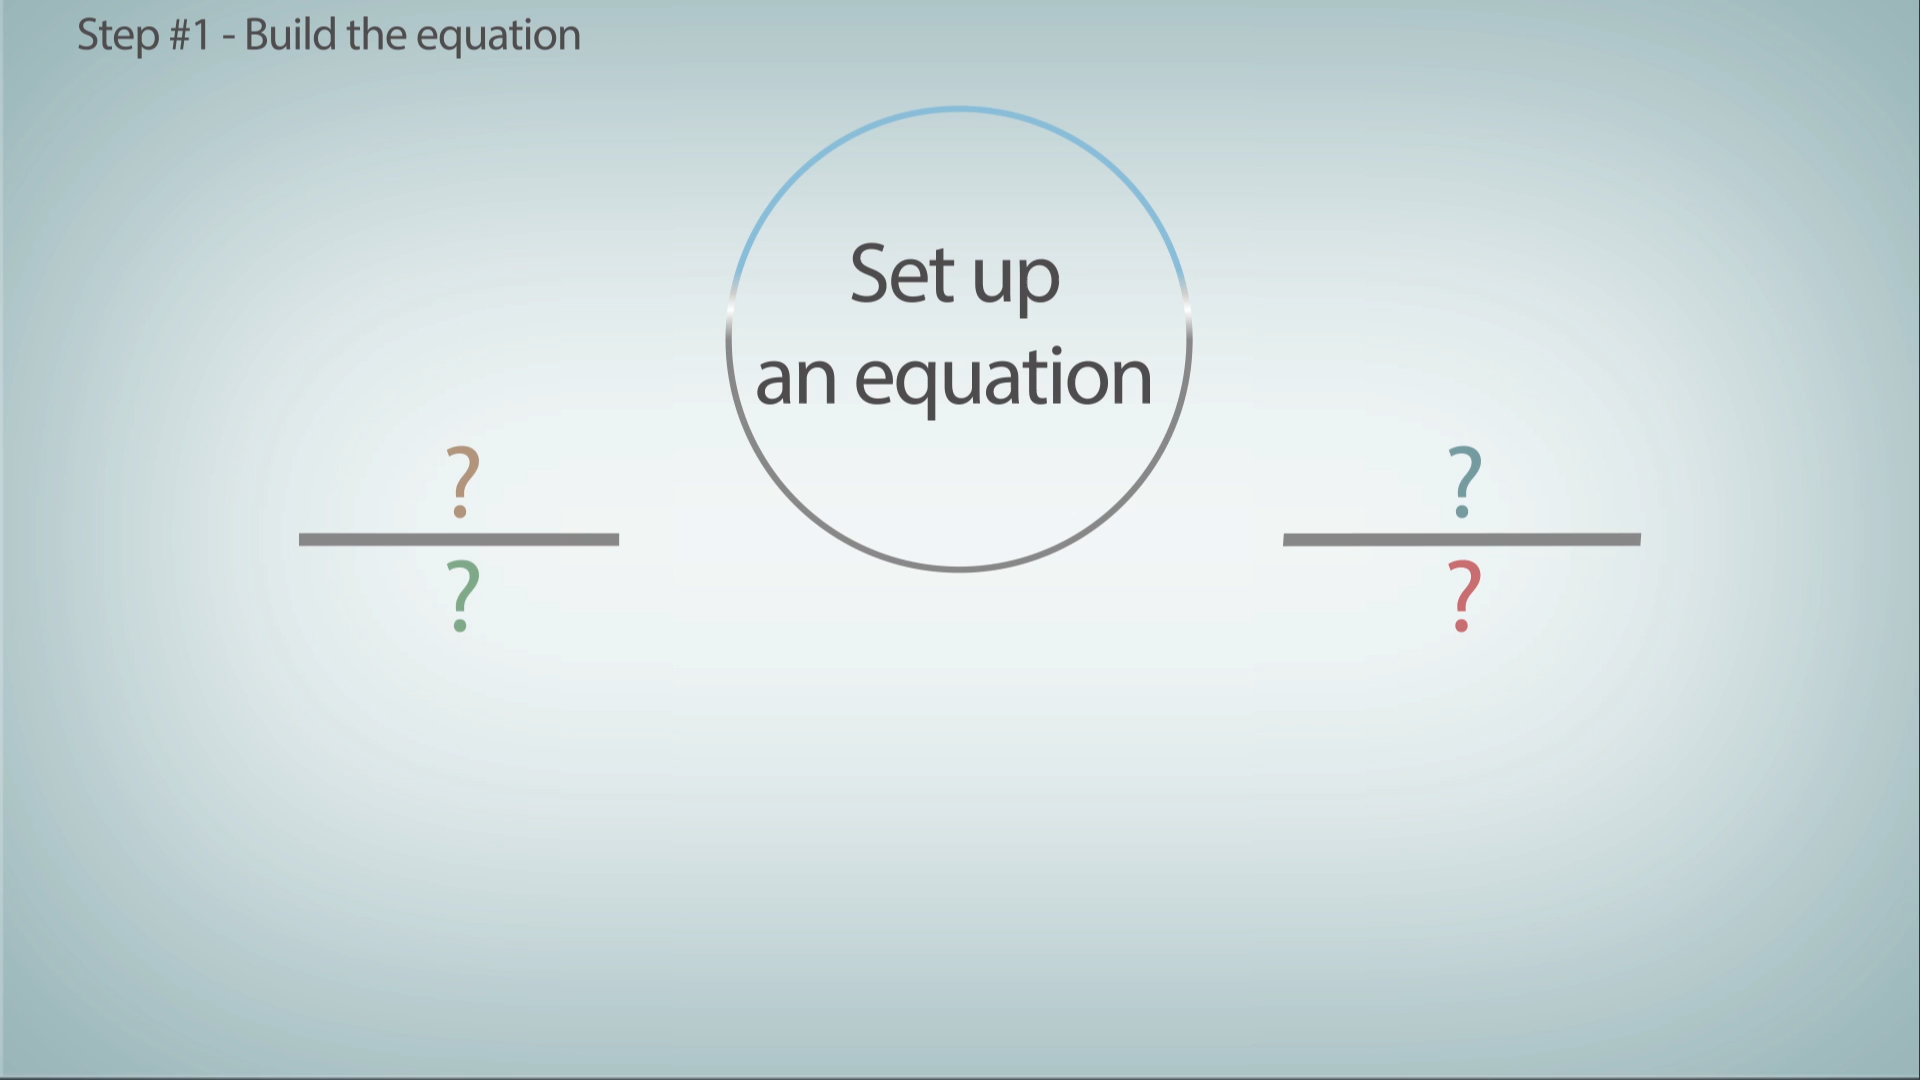 Step #1 - Build the equation
Set up
an equation
?
?
?
?